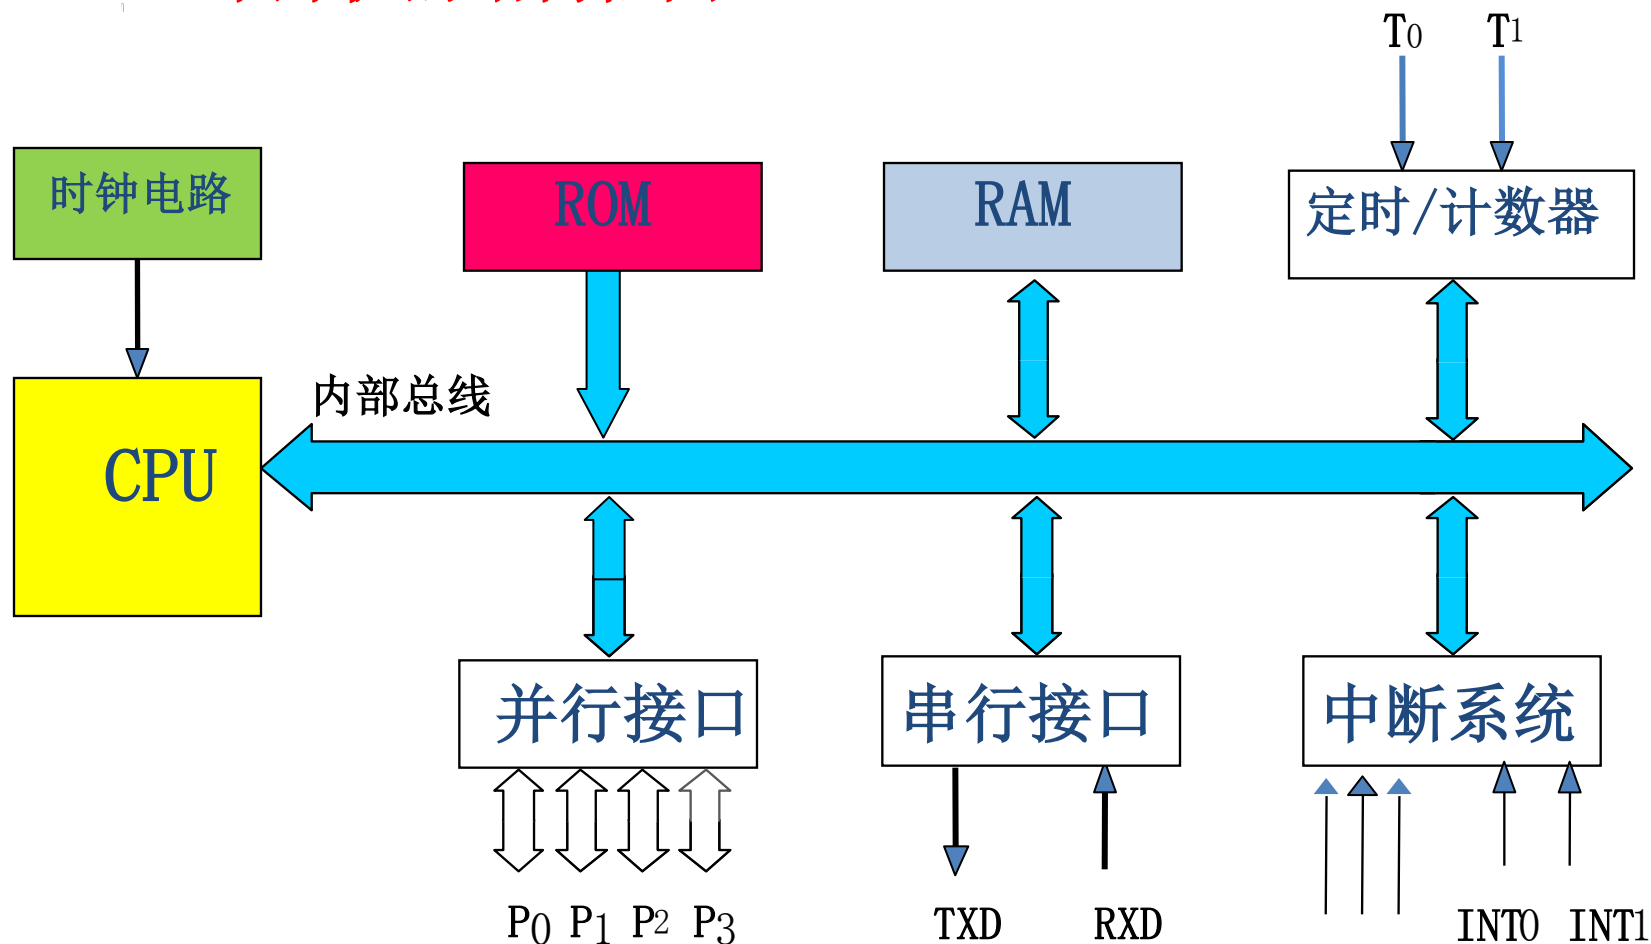 T0 T1
时钟电路 ROM RAM 定时/计数器
内部总线
CPU
并行接口 串行接口 中断系统
P0 P1 P2 P3 TXD RXD INT0 INT1